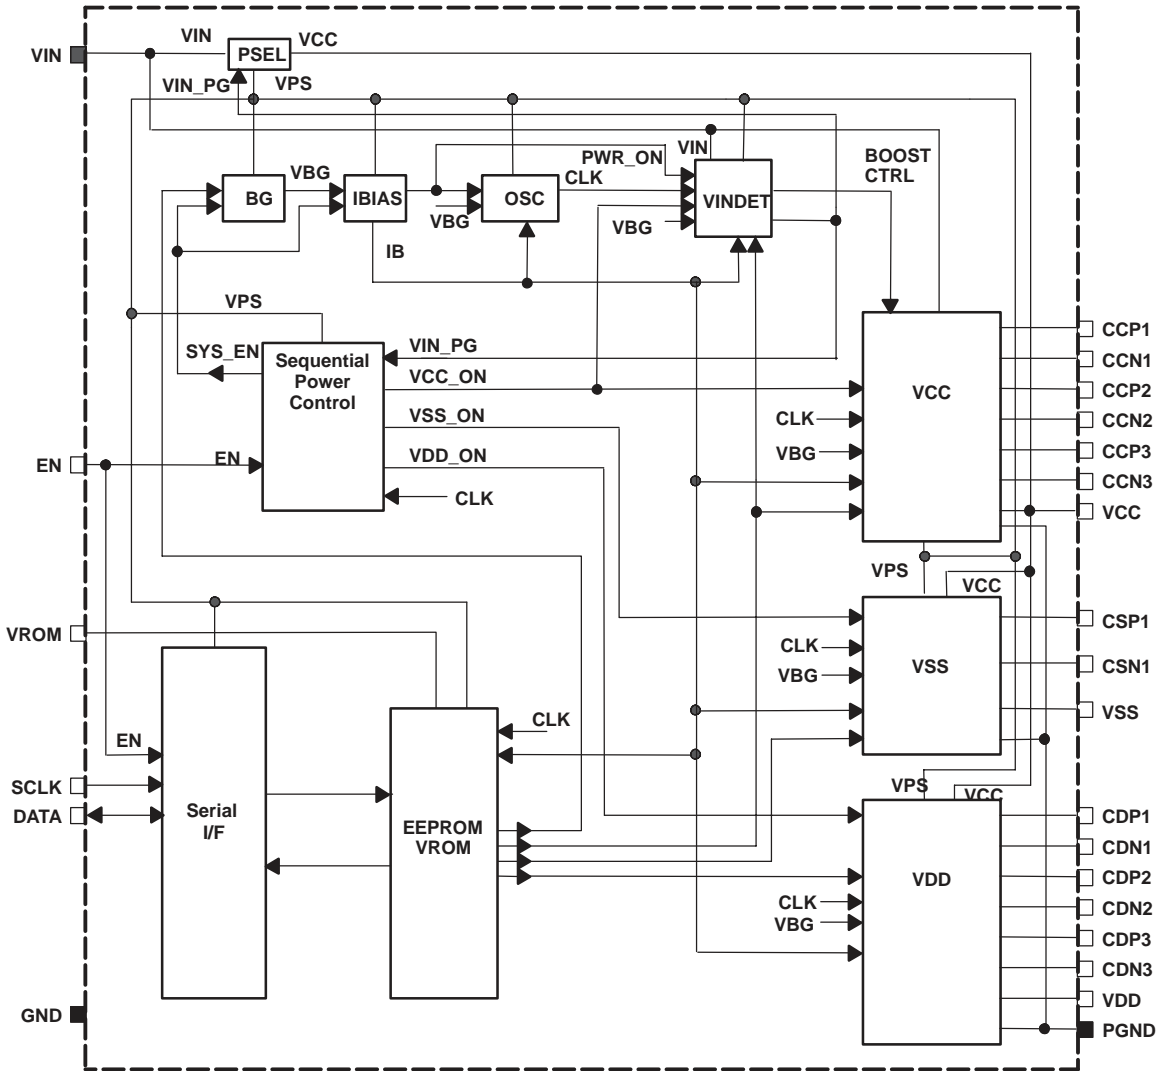 VIN
VIN
PSEL
VCC
VIN_PG
VPS
VBG
BG
IBIAS
VBG
OSC
CLK
PWR_ON
VIN
VBG
VINDET
BOOST
CTRL
IB
VPS
SYS_EN
Sequential
Power
Control
VIN_PG
VCC_ON
VSS_ON
VDD_ON
CLK
EN
EN
VCC
CLK
VBG
CCP1
CCN1
CCP2
CCN2
CCP3
CCN3
VCC
VPS
VCC
VROM
VSS
CLK
VBG
CSP1
CSN1
VSS
EN
SCLK
DATA
Serial
I/F
EEPROM
VROM
CLK
VPS
VCC
VDD
CLK
VBG
CDP1
CDN1
CDP2
CDN2
CDP3
CDN3
VDD
PGND
GND